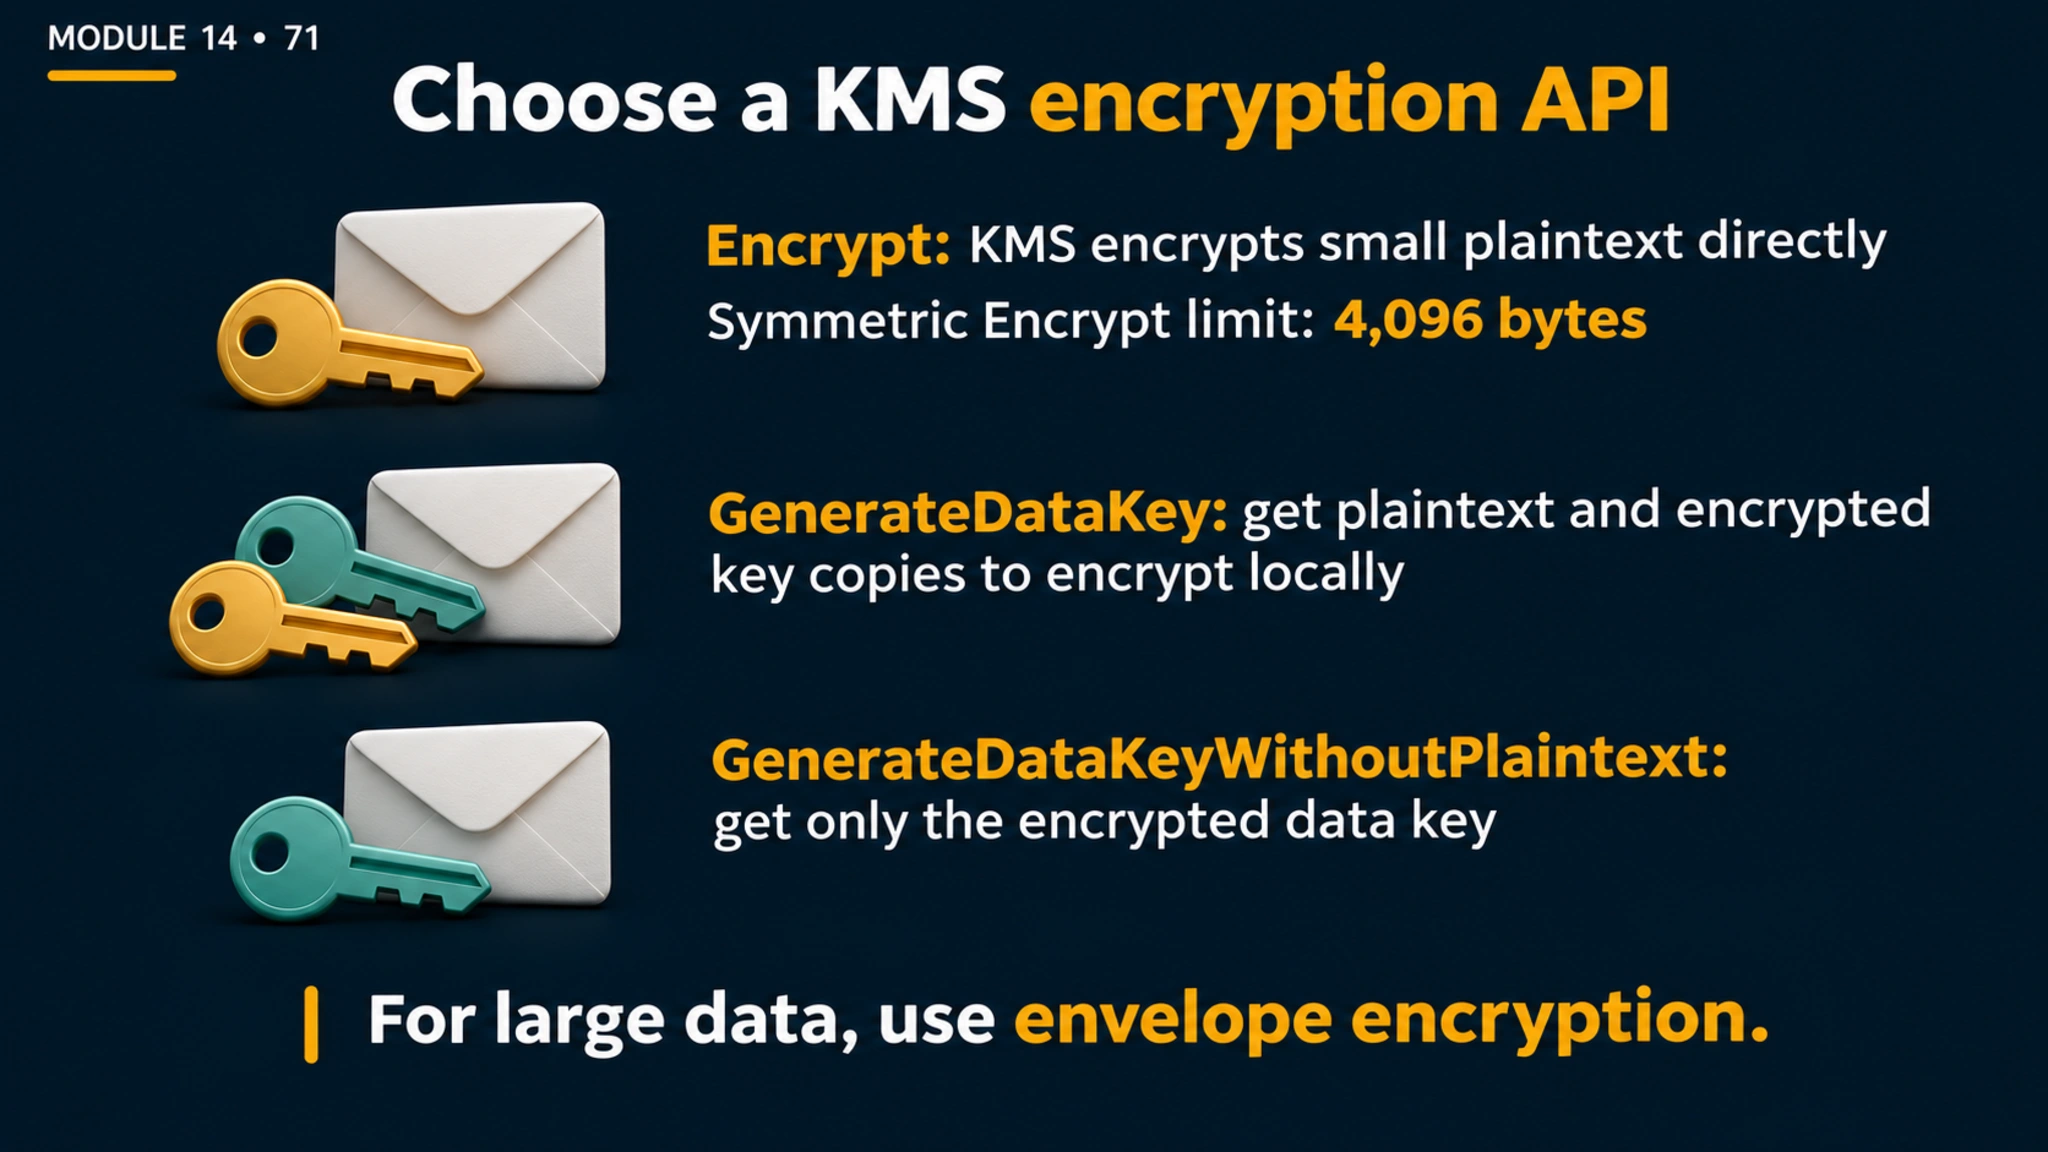 MODULE 14 • 71
Choose a KMS encryption API
Encrypt: KMS encrypts small plaintext directly
Symmetric Encrypt limit: 4,096 bytes
GenerateDataKey: get plaintext and encrypted
key copies to encrypt locally
GenerateDataKeyWithoutPlaintext:
get only the encrypted data key
For large data, use envelope encryption.